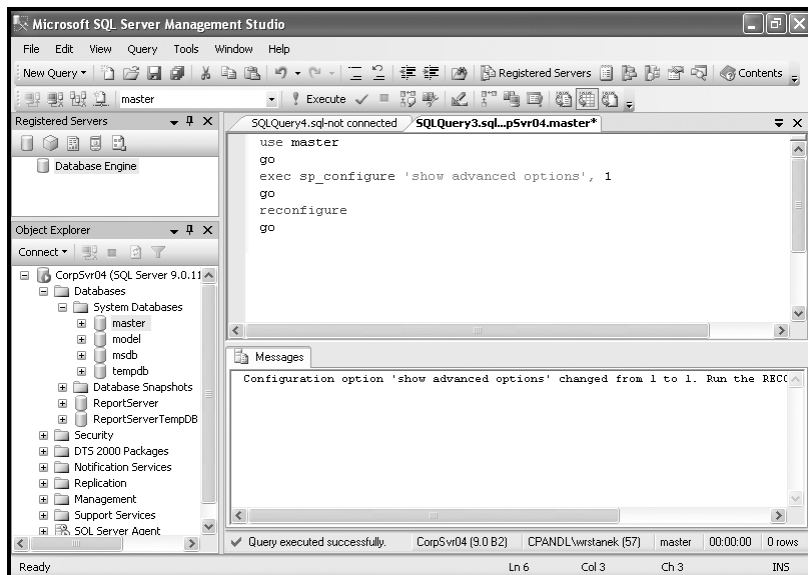 Microsoft SQL Server Management Studio
File Edit View Query Tools Window Help
New Query Registered Servers Contents
master Execute
Registered Servers
Database Engine
Object Explorer
Connect
CorpSvr04 (SQL Server 9.0.11
Databases
System Databases
master
model
msdb
tempdb
Database Snapshots
ReportServer
ReportServerTempDB
Security
DTS 2000 Packages
Notification Services
Replication
Management
Support Services
SQL Server Agent
SQLQuery4.sql-not connected SQLQuery3.sql...pSvr04.master*
use master
go
exec sp_configure 'show advanced options', 1
go
reconfigure
go
Messages
Configuration option 'show advanced options' changed from 1 to 1. Run the RECO
Query executed successfully. CorpSvr04 (9.0 B2) CPANDL\wrstanek (57) master 00:00:00 0 rows
Ready Ln 6 Col 3 Ch 3 INS